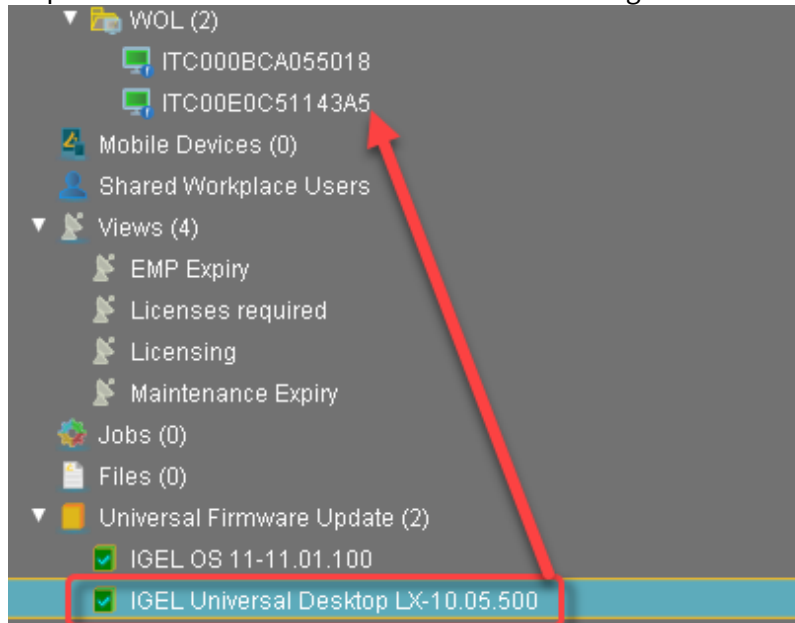 WOL (2)
ITC000BCA055018
ITC00E0C51143A5
Mobile Devices (0)
Shared Workplace Users
Views (4)
EMP Expiry
Licenses required
Licensing
Maintenance Expiry
Jobs (0)
Files (0)
Universal Firmware Update (2)
IGEL OS 11-11.01.100
IGEL Universal Desktop LX-10.05.500